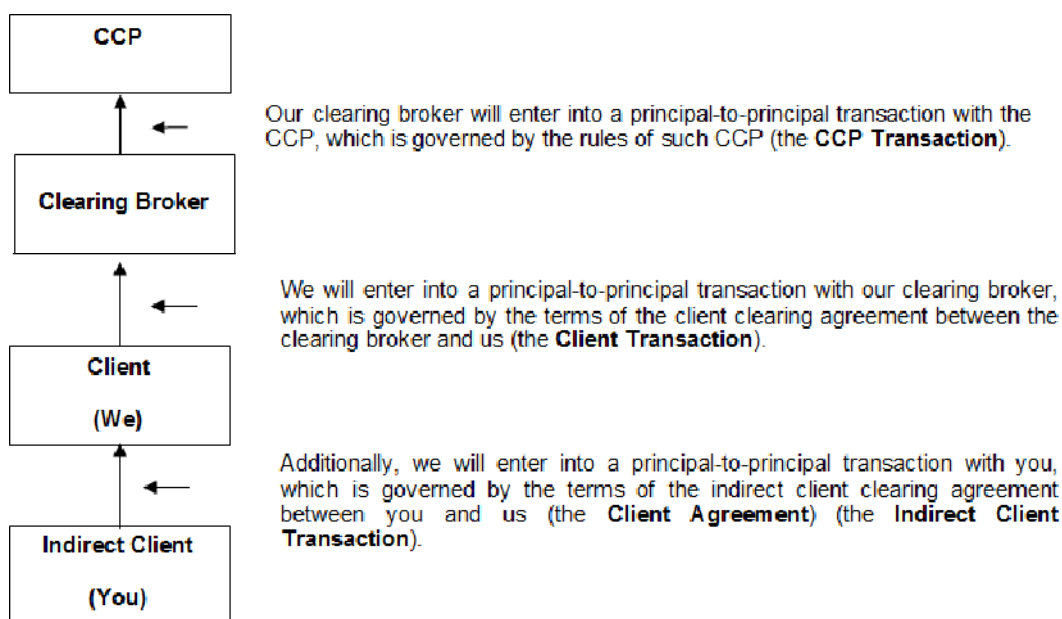 CCP
Our clearing broker will enter into a principal-to-principal transaction with the
CCP, which is governed by the rules of such CCP (the CCP Transaction).
Clearing Broker
We will enter into a principal-to-principal transaction with our clearing broker,
which is governed by the terms of the client clearing agreement between the
clearing broker and us (the Client Transaction).
Client
(We)
Additionally, we will enter into a principal-to-principal transaction with you,
which is governed by the terms of the indirect client clearing agreement
between you and us (the Client Agreement) (the Indirect Client
Transaction).
Indirect Client
(You)